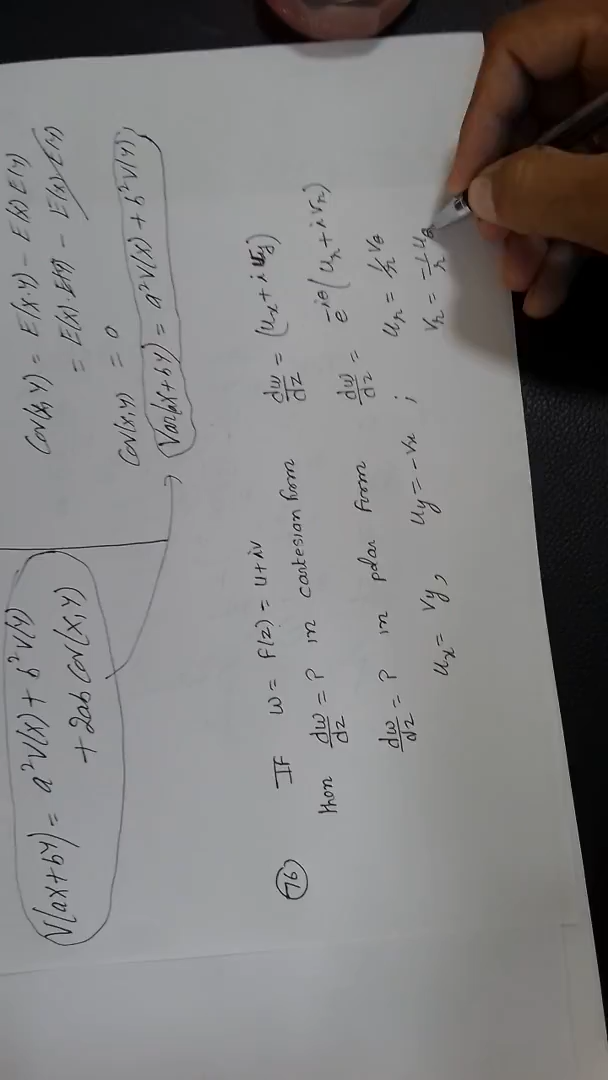 V(ax+by) = a²V(x) + b²V(y)
+ 2ab Cov(x,y)
Cov(x,y) = E(x.y) - E(x)E(y)
= E(x).E(y) - E(x).E(y)
Cov(x,y) = 0
Var(ax+by) = a²V(x) + b²V(y)
76
If w = f(z) = u+iv
then dw/dz = ? in cartesian form dw/dz = (ux + i vx)
dw/dz = ? in polar form dw/dz = e^-iθ (ur + i vr)
ux = vy, uy = -vx ; ur = 1/r vθ
vr = -1/r uθ